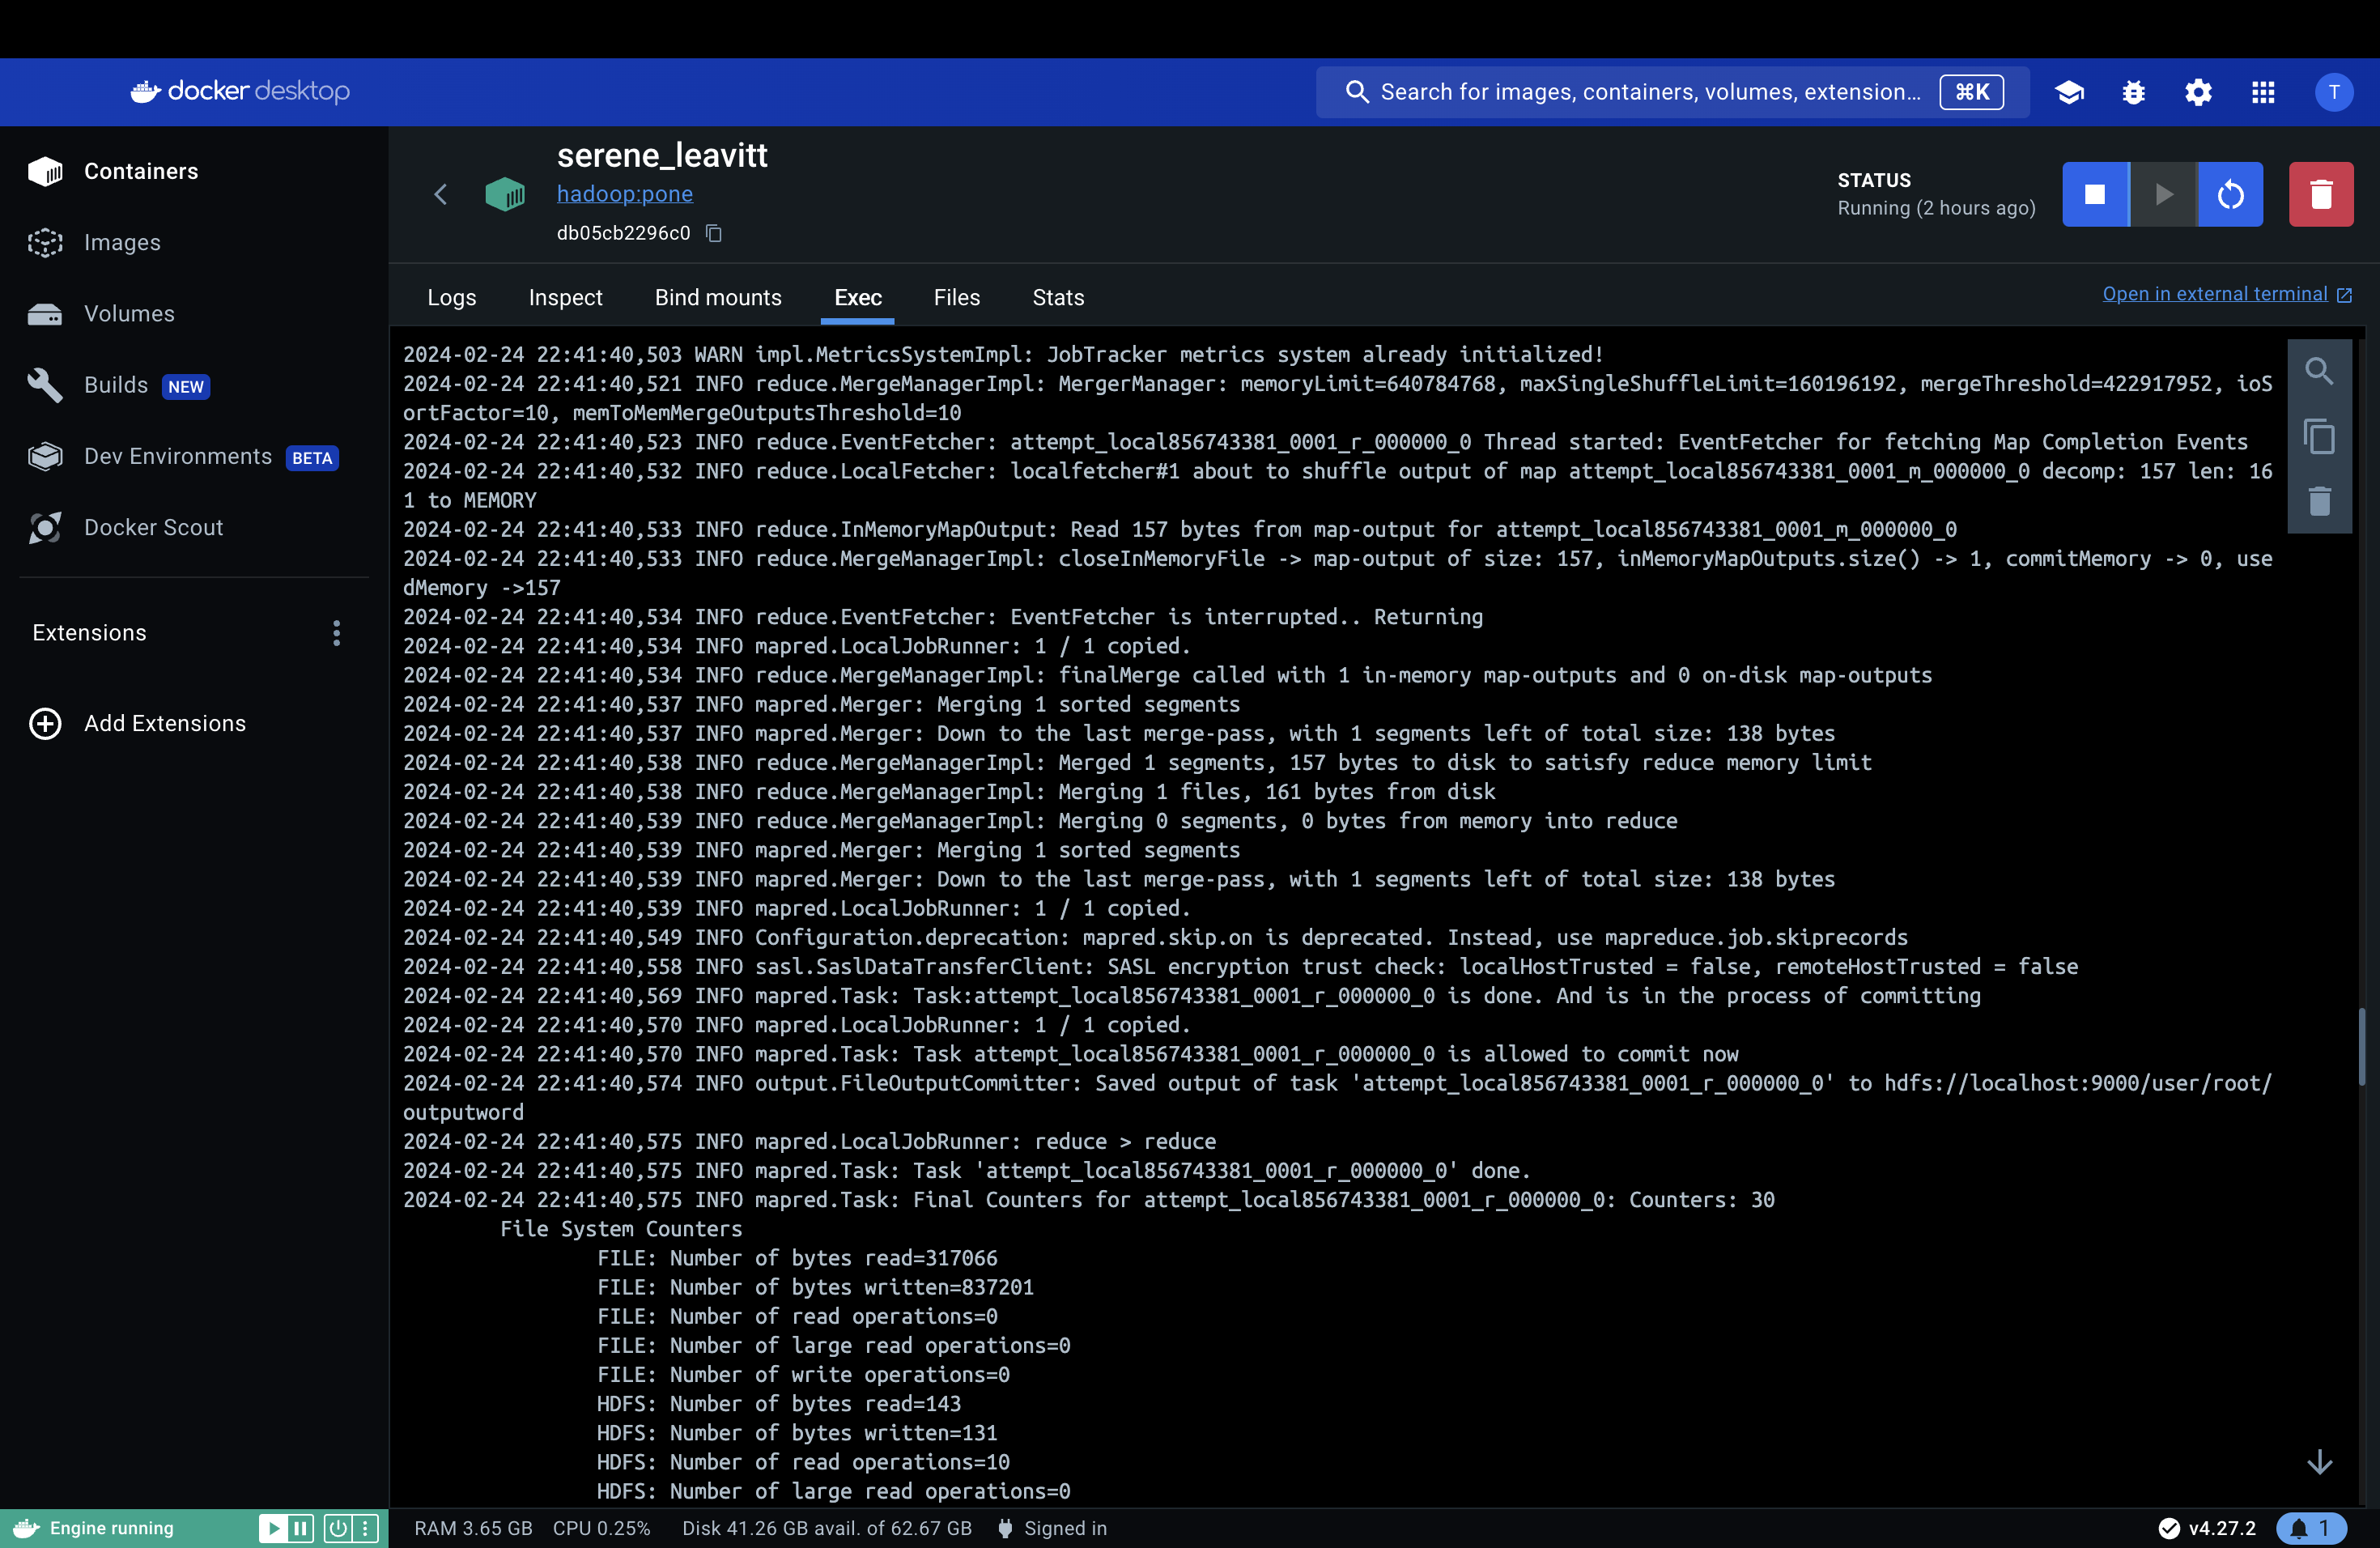 docker desktop
Search for images, containers, volumes, extension... ⌘K
T
Containers
Images
Volumes
Builds NEW
Dev Environments BETA
Docker Scout
Extensions
Add Extensions
serene_leavitt
hadoop:pone
db05cb2296c0
STATUS
Running (2 hours ago)
Logs Inspect Bind mounts Exec Files Stats
Open in external terminal
2024-02-24 22:41:40,503 WARN impl.MetricsSystemImpl: JobTracker metrics system already initialized!
2024-02-24 22:41:40,521 INFO reduce.MergeManagerImpl: MergerManager: memoryLimit=640784768, maxSingleShuffleLimit=160196192, mergeThreshold=422917952, ioS
ortFactor=10, memToMemMergeOutputsThreshold=10
2024-02-24 22:41:40,523 INFO reduce.EventFetcher: attempt_local856743381_0001_r_000000_0 Thread started: EventFetcher for fetching Map Completion Events
2024-02-24 22:41:40,532 INFO reduce.LocalFetcher: localfetcher#1 about to shuffle output of map attempt_local856743381_0001_m_000000_0 decomp: 157 len: 16
1 to MEMORY
2024-02-24 22:41:40,533 INFO reduce.InMemoryMapOutput: Read 157 bytes from map-output for attempt_local856743381_0001_m_000000_0
2024-02-24 22:41:40,533 INFO reduce.MergeManagerImpl: closeInMemoryFile -> map-output of size: 157, inMemoryMapOutputs.size() -> 1, commitMemory -> 0, use
dMemory ->157
2024-02-24 22:41:40,534 INFO reduce.EventFetcher: EventFetcher is interrupted.. Returning
2024-02-24 22:41:40,534 INFO mapred.LocalJobRunner: 1 / 1 copied.
2024-02-24 22:41:40,534 INFO reduce.MergeManagerImpl: finalMerge called with 1 in-memory map-outputs and 0 on-disk map-outputs
2024-02-24 22:41:40,537 INFO mapred.Merger: Merging 1 sorted segments
2024-02-24 22:41:40,537 INFO mapred.Merger: Down to the last merge-pass, with 1 segments left of total size: 138 bytes
2024-02-24 22:41:40,538 INFO reduce.MergeManagerImpl: Merged 1 segments, 157 bytes to disk to satisfy reduce memory limit
2024-02-24 22:41:40,538 INFO reduce.MergeManagerImpl: Merging 1 files, 161 bytes from disk
2024-02-24 22:41:40,539 INFO reduce.MergeManagerImpl: Merging 0 segments, 0 bytes from memory into reduce
2024-02-24 22:41:40,539 INFO mapred.Merger: Merging 1 sorted segments
2024-02-24 22:41:40,539 INFO mapred.Merger: Down to the last merge-pass, with 1 segments left of total size: 138 bytes
2024-02-24 22:41:40,539 INFO mapred.LocalJobRunner: 1 / 1 copied.
2024-02-24 22:41:40,549 INFO Configuration.deprecation: mapred.skip.on is deprecated. Instead, use mapreduce.job.skiprecords
2024-02-24 22:41:40,558 INFO sasl.SaslDataTransferClient: SASL encryption trust check: localHostTrusted = false, remoteHostTrusted = false
2024-02-24 22:41:40,569 INFO mapred.Task: Task:attempt_local856743381_0001_r_000000_0 is done. And is in the process of committing
2024-02-24 22:41:40,570 INFO mapred.LocalJobRunner: 1 / 1 copied.
2024-02-24 22:41:40,570 INFO mapred.Task: Task attempt_local856743381_0001_r_000000_0 is allowed to commit now
2024-02-24 22:41:40,574 INFO output.FileOutputCommitter: Saved output of task 'attempt_local856743381_0001_r_000000_0' to hdfs://localhost:9000/user/root/
outputword
2024-02-24 22:41:40,575 INFO mapred.LocalJobRunner: reduce > reduce
2024-02-24 22:41:40,575 INFO mapred.Task: Task 'attempt_local856743381_0001_r_000000_0' done.
2024-02-24 22:41:40,575 INFO mapred.Task: Final Counters for attempt_local856743381_0001_r_000000_0: Counters: 30
File System Counters
FILE: Number of bytes read=317066
FILE: Number of bytes written=837201
FILE: Number of read operations=0
FILE: Number of large read operations=0
FILE: Number of write operations=0
HDFS: Number of bytes read=143
HDFS: Number of bytes written=131
HDFS: Number of read operations=10
HDFS: Number of large read operations=0
Engine running
RAM 3.65 GB CPU 0.25% Disk 41.26 GB avail. of 62.67 GB Signed in
v4.27.2 1